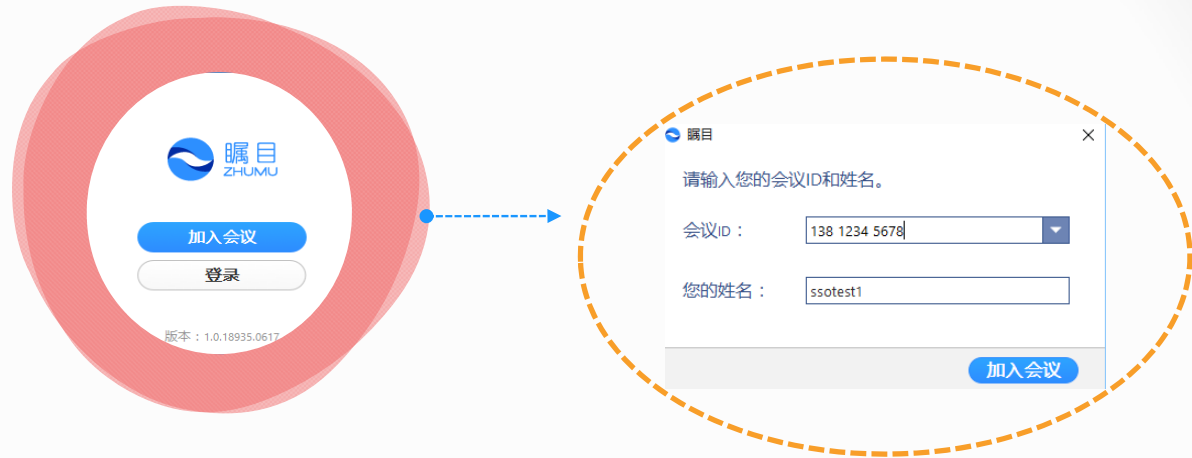 瞩目
ZHUMU
加入会议
登录
版本：1.0.18935.0617
瞩目
请输入您的会议ID和姓名。
会议ID：
138 1234 5678
您的姓名：
ssotest1
加入会议